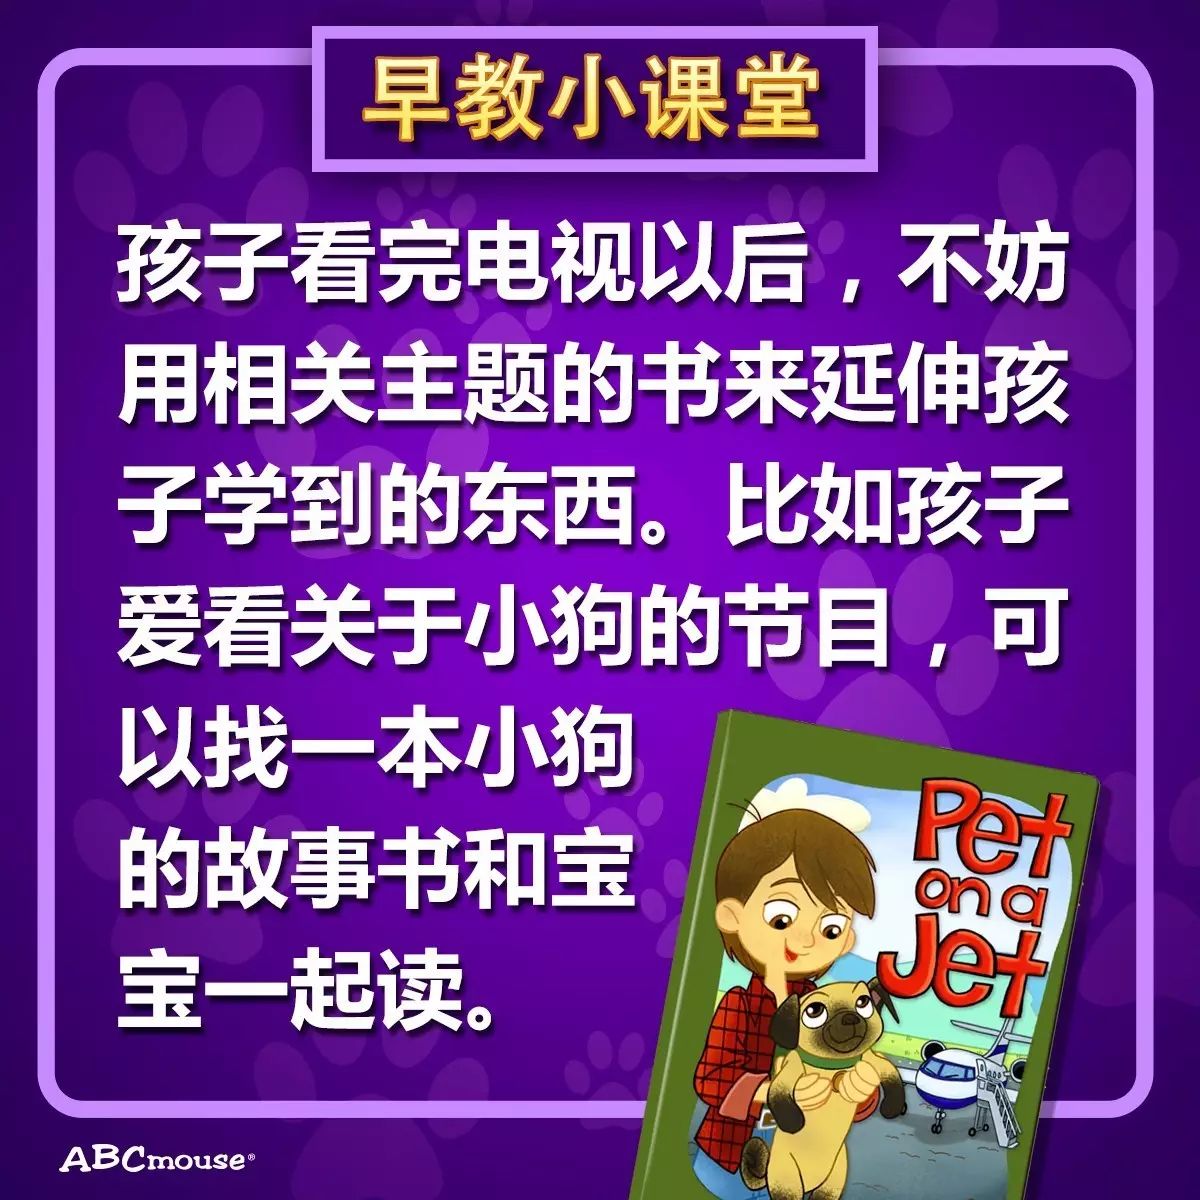 早教小课堂
孩子看完电视以后，不妨
用相关主题的书来延伸孩
子学到的东西。比如孩子
爱看关于小狗的节目，可
以找一本小狗
的故事书和宝
宝一起读。
Pet
on a
Jet
ABCmouse®